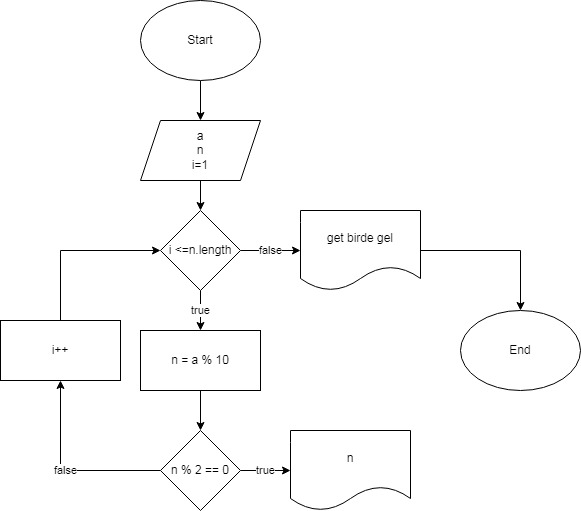 Start
a
n
i=1
i <=n.length
false
get birde gel
true
i++
n = a % 10
End
n % 2 == 0
false
true
n